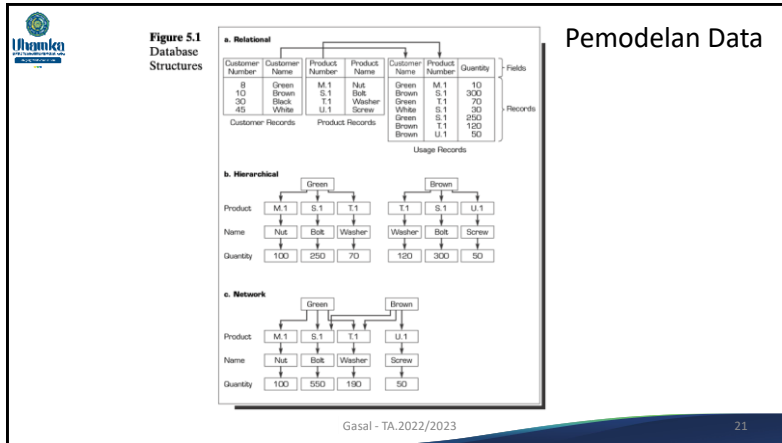 Uhamka
Figure 5.1
Database
Structures
Pemodelan Data
a. Relational
Customer Number Customer Name Product Number Product Name Customer Name Product Number Quantity Fields
8 Green M.1 Nut Green M.1 10
10 Brown S.1 Bolt Brown S.1 300
30 Black T.1 Washer Green T.1 70
45 White U.1 Screw White S.1 30 Records
Green S.1 250
Customer Records Product Records Brown T.1 120
Brown U.1 50
Usage Records
b. Hierarchical
Green Brown
Product M.1 S.1 T.1 T.1 S.1 U.1
Name Nut Bolt Washer Washer Bolt Screw
Quantity 100 250 70 120 300 50
c. Network
Green Brown
Product M.1 S.1 T.1 U.1
Name Nut Bolt Washer Screw
Quantity 100 550 190 50
Gasal - TA.2022/2023
21